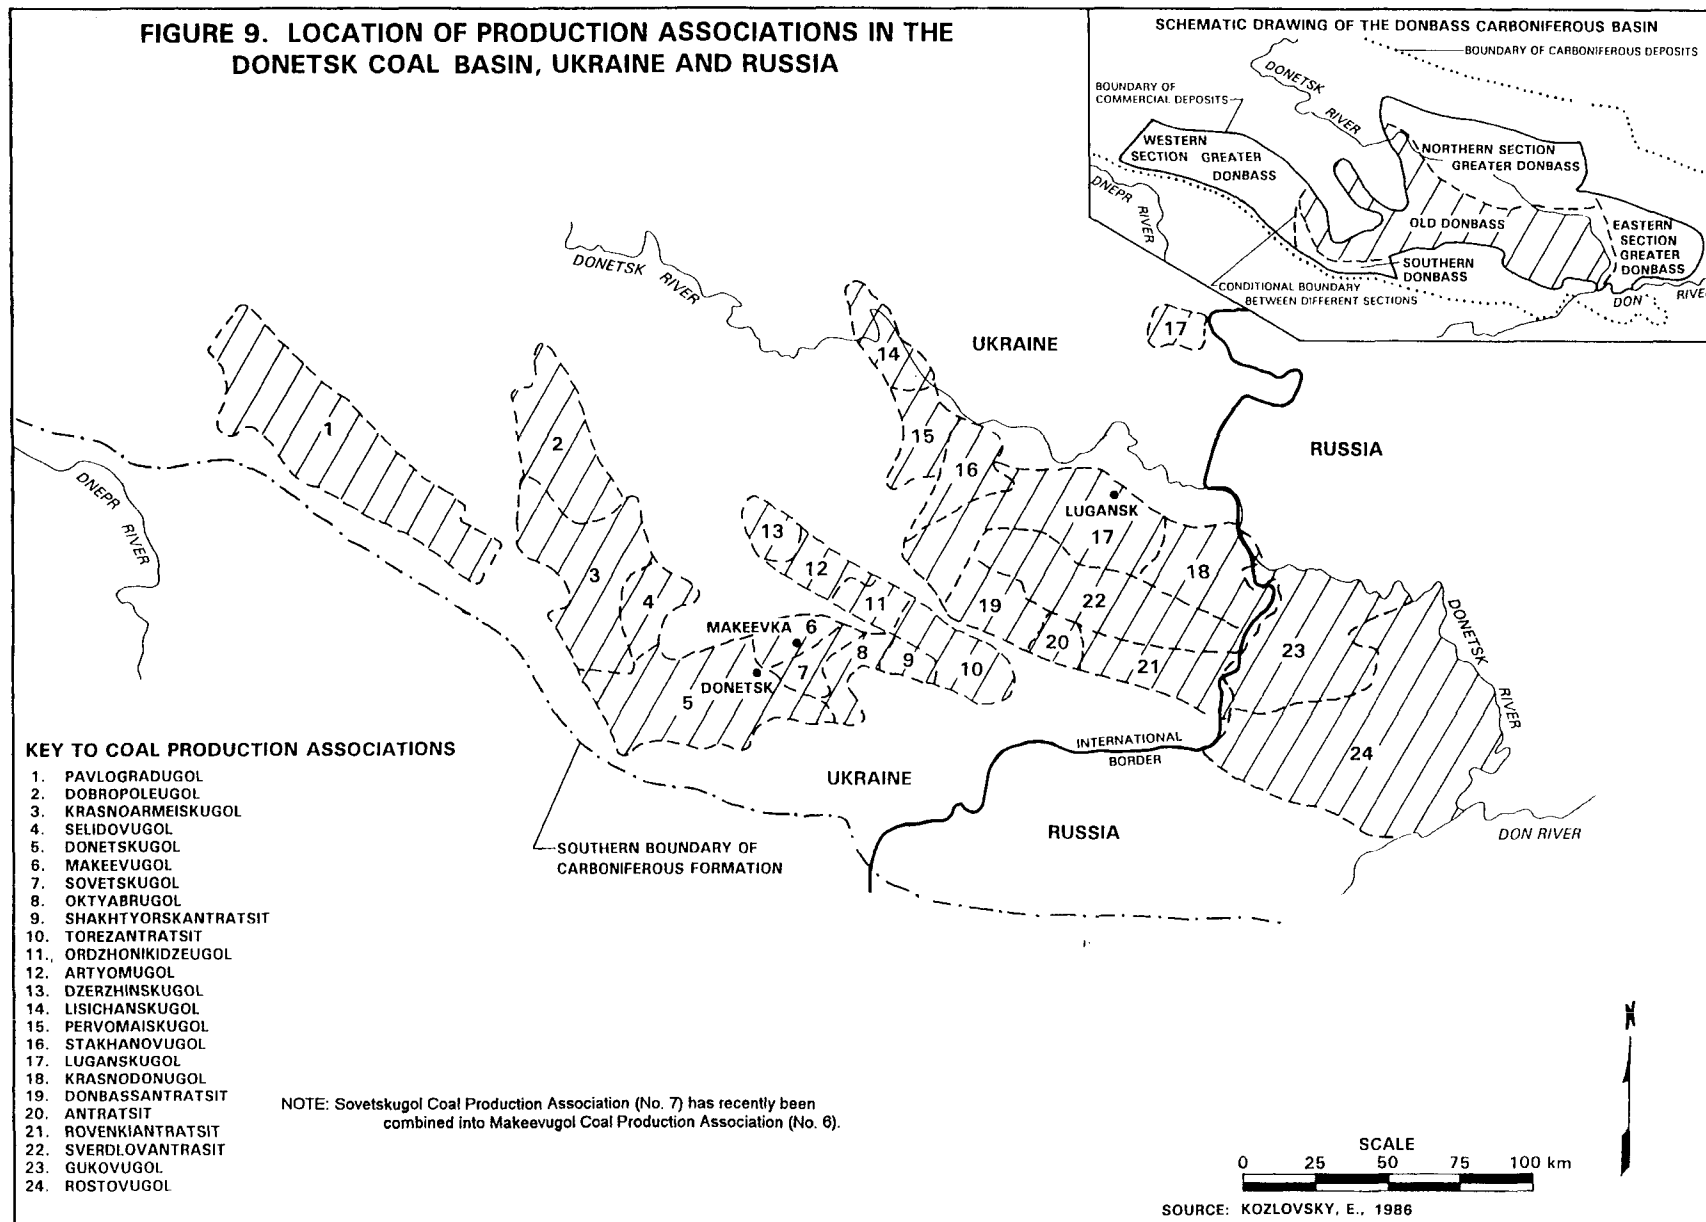 FIGURE 9. LOCATION OF PRODUCTION ASSOCIATIONS IN THE
DONETSK COAL BASIN, UKRAINE AND RUSSIA
SCHEMATIC DRAWING OF THE DONBASS CARBONIFEROUS BASIN
BOUNDARY OF CARBONIFEROUS DEPOSITS
DONETSK
RIVER
BOUNDARY OF
COMMERCIAL DEPOSITS
WESTERN
SECTION GREATER
DONBASS
NORTHERN SECTION
GREATER DONBASS
DNEPR
RIVER
OLD DONBASS
EASTERN
SECTION
GREATER
DONBASS
SOUTHERN
DONBASS
CONDITIONAL BOUNDARY
BETWEEN DIFFERENT SECTIONS
DON RIVE
DONETSK RIVER
UKRAINE
17
14
1
2
15
16
RUSSIA
DNEPR
RIVER
LUGANSK
13
17
12
3
4
18
11
19
22
MAKEEVKA
6
20
8
9
10
21
23
DONETSK
RIVER
7
DONETSK
5
INTERNATIONAL
BORDER
24
UKRAINE
RUSSIA
DON RIVER
SOUTHERN BOUNDARY OF
CARBONIFEROUS FORMATION
KEY TO COAL PRODUCTION ASSOCIATIONS
1. PAVLOGRADUGOL
2. DOBROPOLEUGOL
3. KRASNOARMEISKUGOL
4. SELIDOVUGOL
5. DONETSKUGOL
6. MAKEEVUGOL
7. SOVETSKUGOL
8. OKTYABRUGOL
9. SHAKHTYORSKANTRATSIT
10. TOREZANTRATSIT
11., ORDZHONIKIDZEUGOL
12. ARTYOMUGOL
13. DZERZHINSKUGOL
14. LISICHANSKUGOL
15. PERVOMAISKUGOL
16. STAKHANOVUGOL
17. LUGANSKUGOL
18. KRASNODONUGOL
19. DONBASSANTRATSIT
20. ANTRATSIT
21. ROVENKIANTRATSIT
22. SVERDLOVANTRASIT
23. GUKOVUGOL
24. ROSTOVUGOL
NOTE: Sovetskugol Coal Production Association (No. 7) has recently been
combined into Makeevugol Coal Production Association (No. 6).
N
SCALE
0 25 50 75 100 km
SOURCE: KOZLOVSKY, E., 1986